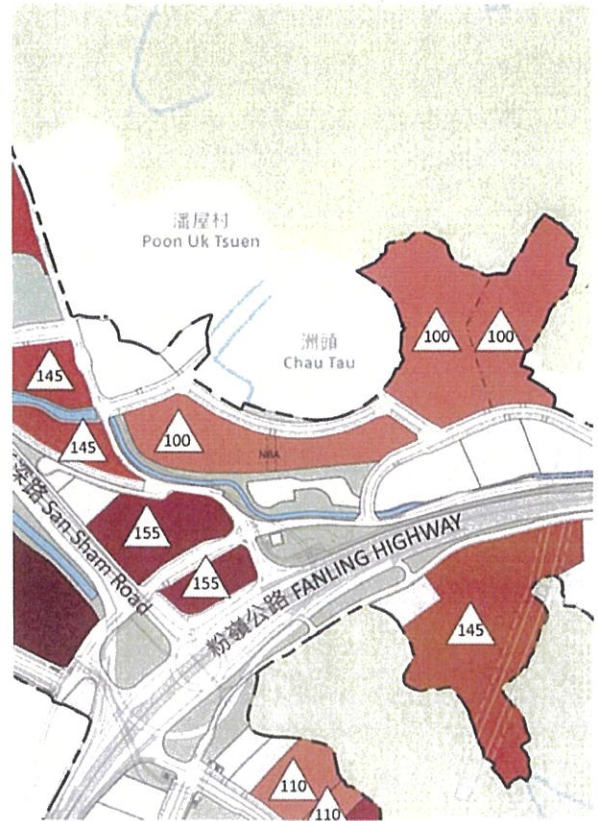 潘屋村
Poon Uk Tsuen
洲頭
Chau Tau
100
100
145
100
145
NBA
155
155
深路 San Sham Road
粉嶺公路 FANLING HIGHWAY
145
110
110